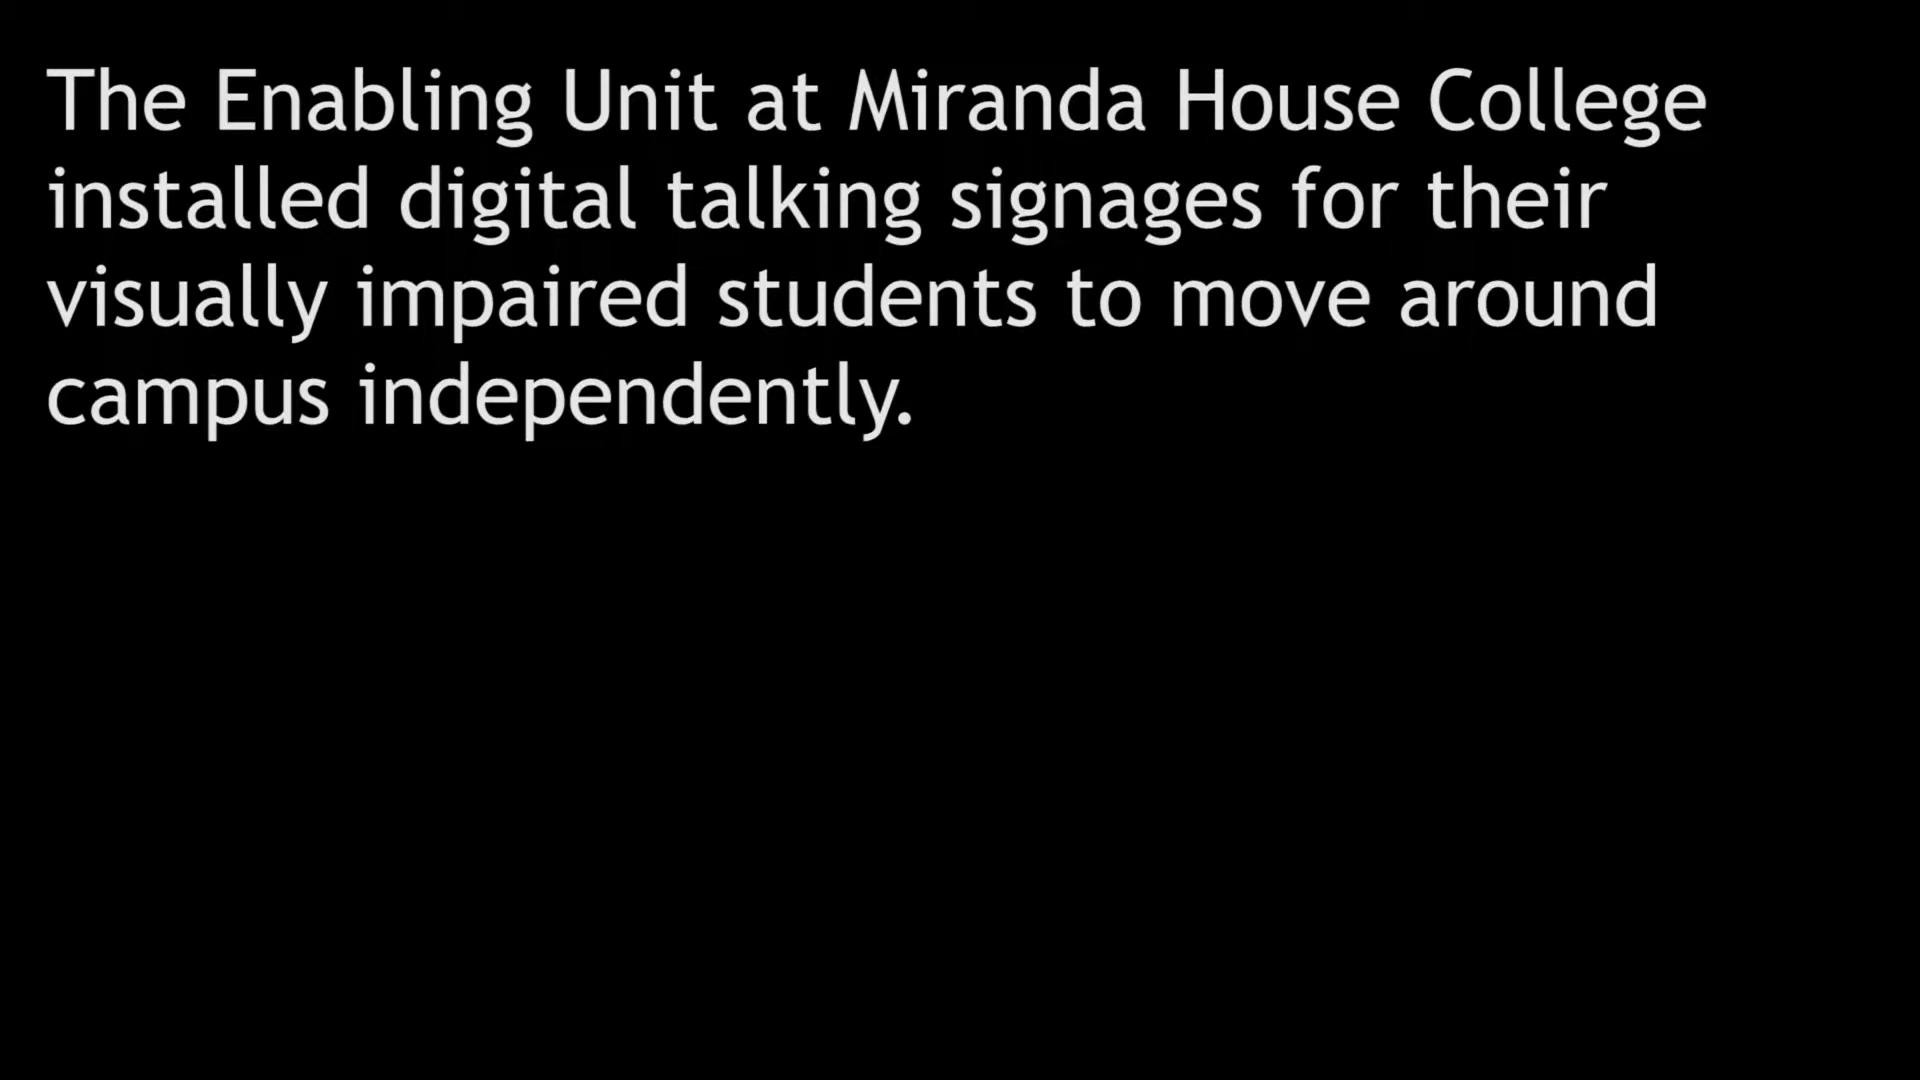 The Enabling Unit at Miranda House College
installed digital talking signages for their
visually impaired students to move around
campus independently.